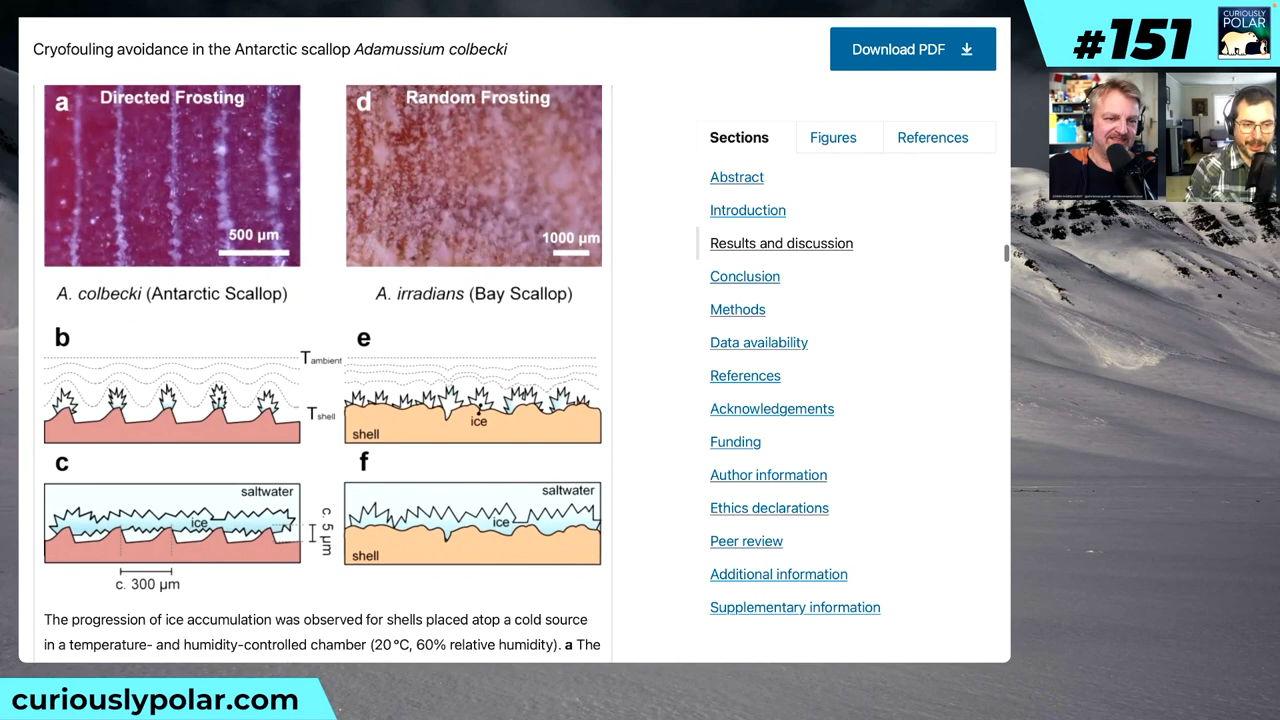 Cryofouling avoidance in the Antarctic scallop Adamussium colbecki
Download PDF
#151
CURIOUSLY
POLAR
a Directed Frosting
500 µm
d Random Frosting
1000 µm
A. colbecki (Antarctic Scallop)
A. irradians (Bay Scallop)
b
T ambient
T shell
e
ice
shell
c
saltwater
ice
c. 5 µm
c. 300 µm
f
saltwater
ice
shell
The progression of ice accumulation was observed for shells placed atop a cold source
in a temperature- and humidity-controlled chamber (20 °C, 60% relative humidity). a The
Sections
Figures
References
Abstract
Introduction
Results and discussion
Conclusion
Methods
Data availability
References
Acknowledgements
Funding
Author information
Ethics declarations
Peer review
Additional information
Supplementary information
curiouslypolar.com